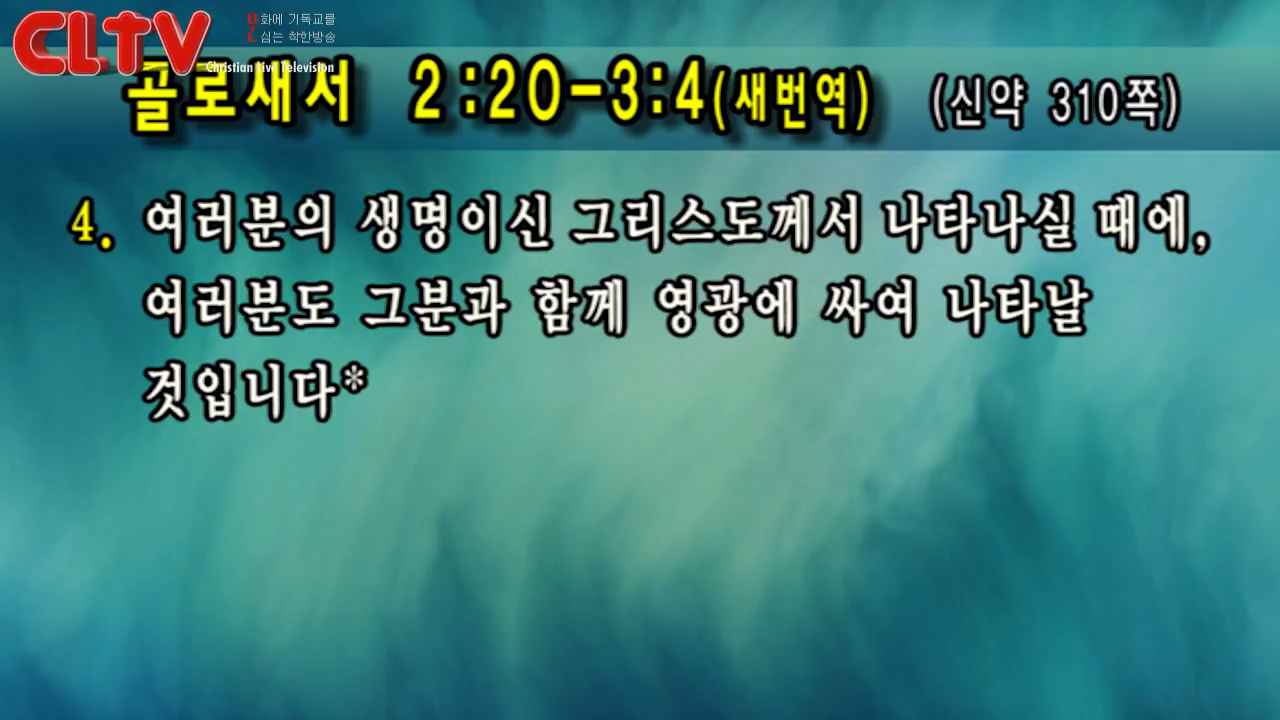 CLTV
문화에 기독교를
심는 착한방송
Christian Live Television
골로새서 2:20-3:4(새번역) (신약 310쪽)
4. 여러분의 생명이신 그리스도께서 나타나실 때에,
여러분도 그분과 함께 영광에 싸여 나타날
것입니다*